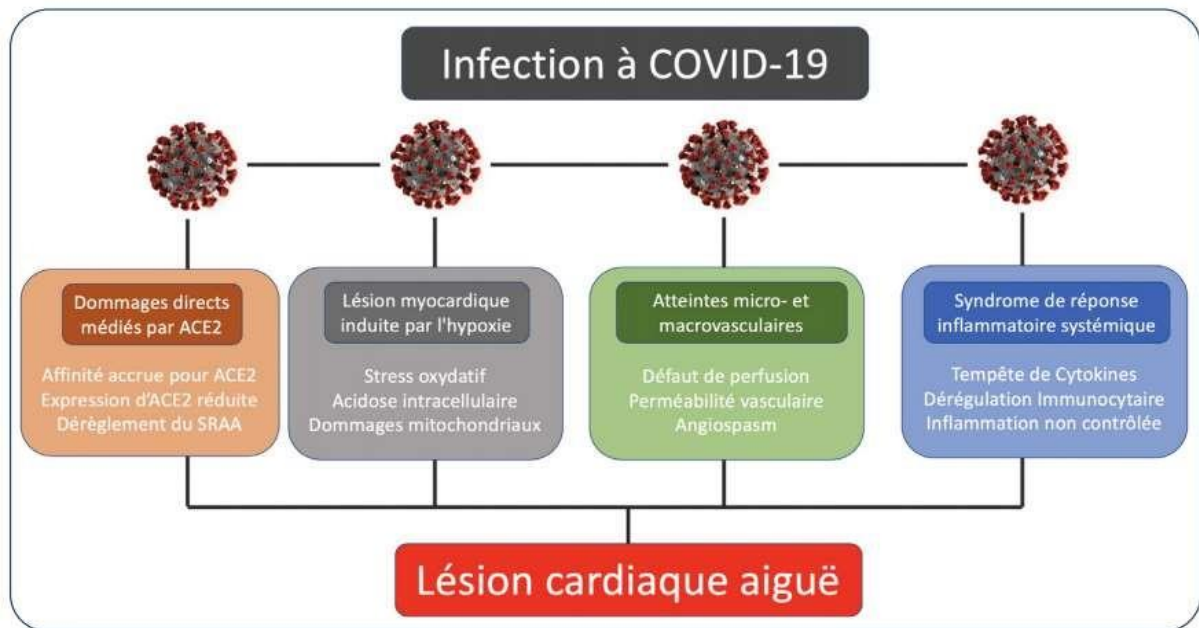 Infection à COVID-19
Dommages directs
médiés par ACE2
Affinité accrue pour ACE2
Expression d'ACE2 réduite
Dérèglement du SRAA
Lésion myocardique
induite par l'hypoxie
Stress oxydatif
Acidose intracellulaire
Dommages mitochondriaux
Atteintes micro- et
macrovasculaires
Défaut de perfusion
Perméabilité vasculaire
Angiospasm
Syndrome de réponse
inflammatoire systémique
Tempête de Cytokines
Dérégulation Immunocytaire
Inflammation non contrôlée
Lésion cardiaque aiguë